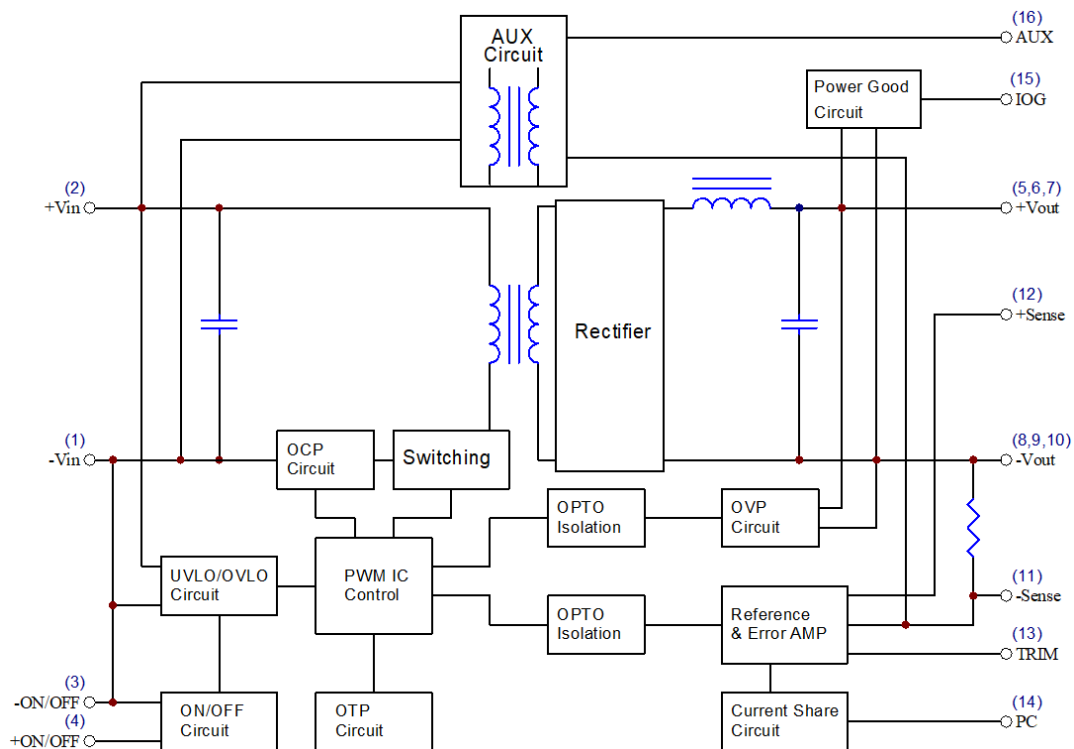 (16)
AUX
AUX
Circuit
(15)
IOG
Power Good
Circuit
(2)
+Vin
(5,6,7)
+Vout
(12)
+Sense
Rectifier
(1)
-Vin
OCP
Circuit
Switching
(8,9,10)
-Vout
OPTO
Isolation
OVP
Circuit
UVLO/OVLO
Circuit
PWM IC
Control
(11)
-Sense
OPTO
Isolation
Reference
& Error AMP
(13)
TRIM
(3)
-ON/OFF
(4)
+ON/OFF
ON/OFF
Circuit
OTP
Circuit
Current Share
Circuit
(14)
PC